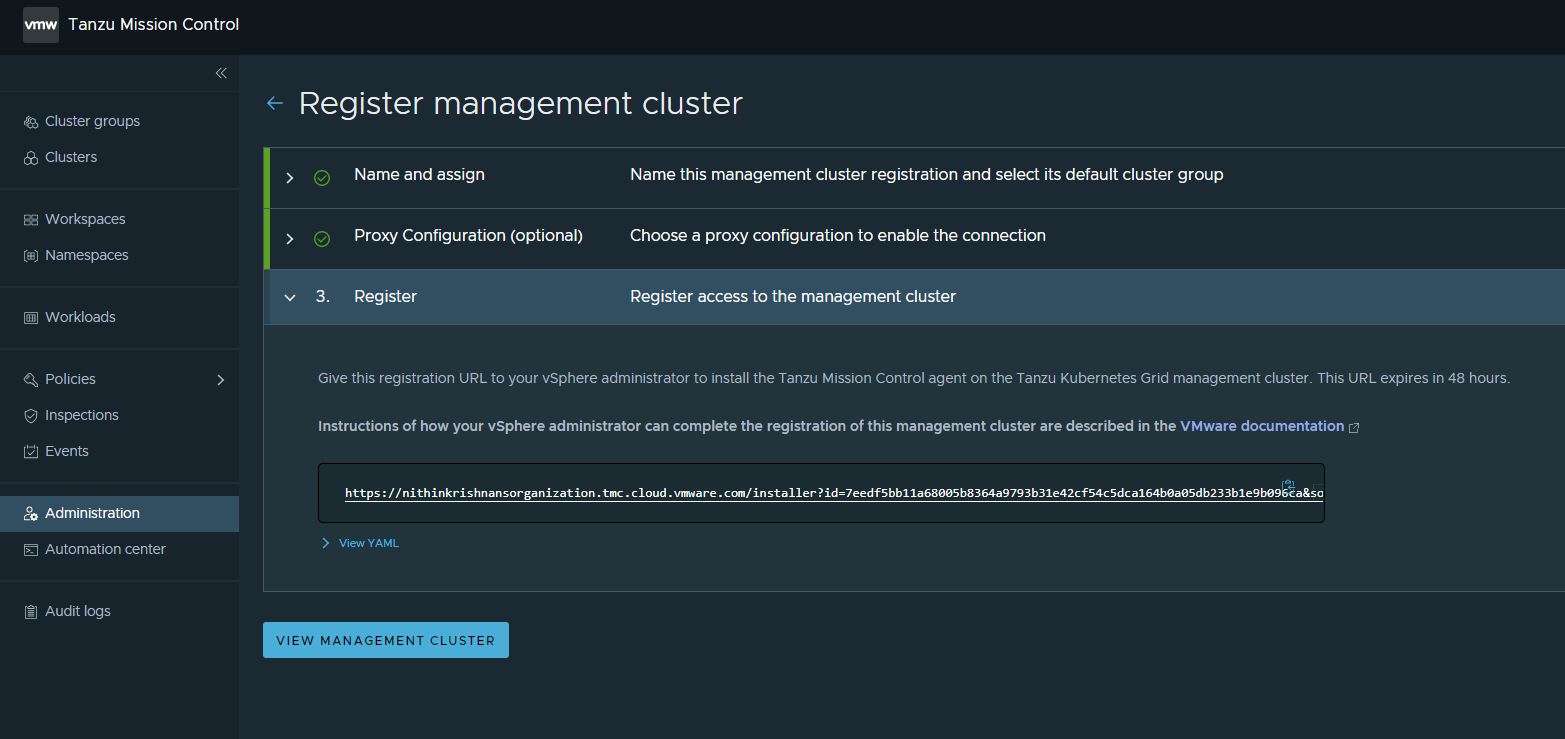 vmw Tanzu Mission Control
Cluster groups
Clusters
Workspaces
Namespaces
Workloads
Policies
Inspections
Events
Administration
Automation center
Audit logs
Register management cluster
Name and assign Name this management cluster registration and select its default cluster group
Proxy Configuration (optional) Choose a proxy configuration to enable the connection
3. Register Register access to the management cluster
Give this registration URL to your vSphere administrator to install the Tanzu Mission Control agent on the Tanzu Kubernetes Grid management cluster. This URL expires in 48 hours.
Instructions of how your vSphere administrator can complete the registration of this management cluster are described in the VMware documentation
https://nithinkrishnansorganization.tmc.cloud.vmware.com/installer?id=7eedf5bb11a68005b8364a9793b31e42cf54c5dca164b0a05db233b1e9b096ca&so
View YAML
VIEW MANAGEMENT CLUSTER